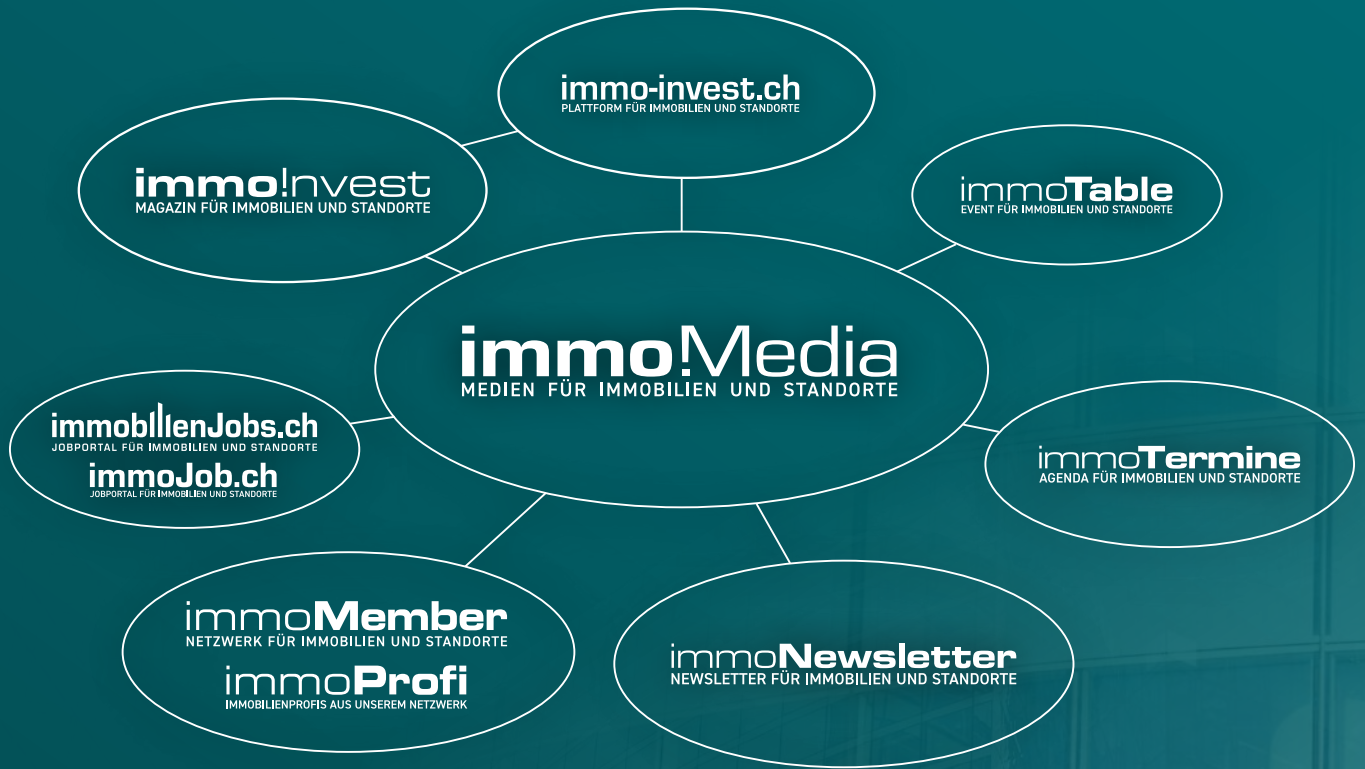 immo-invest.ch
PLATTFORM FÜR IMMOBILIEN UND STANDORTE
immo!nvest
MAGAZIN FÜR IMMOBILIEN UND STANDORTE
immoTable
EVENT FÜR IMMOBILIEN UND STANDORTE
immo!Media
MEDIEN FÜR IMMOBILIEN UND STANDORTE
immobilienJobs.ch
JOBPORTAL FÜR IMMOBILIEN UND STANDORTE
immoJob.ch
JOBPORTAL FÜR IMMOBILIEN UND STANDORTE
immoTermine
AGENDA FÜR IMMOBILIEN UND STANDORTE
immoMember
NETZWERK FÜR IMMOBILIEN UND STANDORTE
immoProfi
IMMOBILIENPROFIS AUS UNSEREM NETZWERK
immoNewsletter
NEWSLETTER FÜR IMMOBILIEN UND STANDORTE